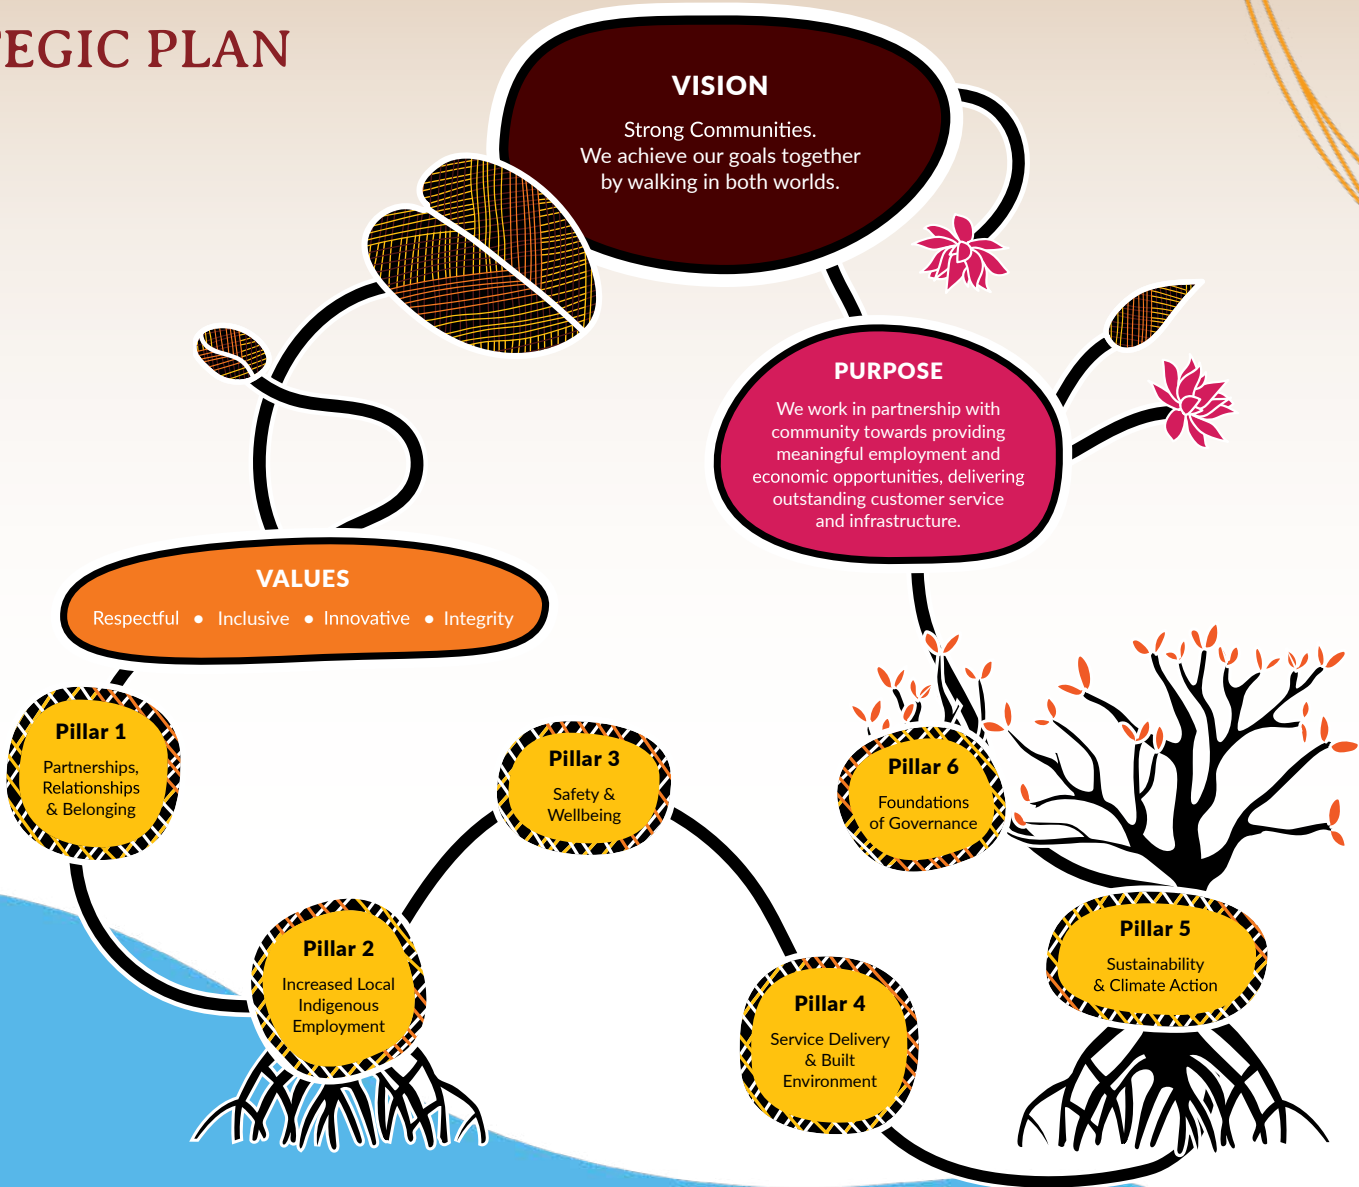 TEGIC PLAN
VISION
Strong Communities.
We achieve our goals together
by walking in both worlds.
PURPOSE
We work in partnership with
community towards providing
meaningful employment and
economic opportunities, delivering
outstanding customer service
and infrastructure.
VALUES
Respectful • Inclusive • Innovative • Integrity
Pillar 1
Partnerships,
Relationships
& Belonging
Pillar 2
Increased Local
Indigenous
Employment
Pillar 3
Safety &
Wellbeing
Pillar 4
Service Delivery
& Built
Environment
Pillar 5
Sustainability
& Climate Action
Pillar 6
Foundations
of Governance